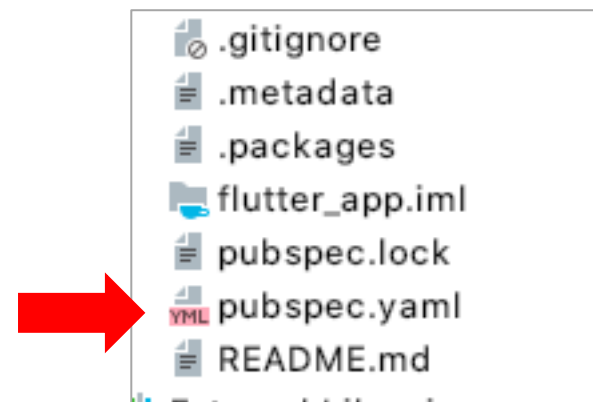 .gitignore
.metadata
.packages
flutter_app.iml
pubspec.lock
YML pubspec.yaml
README.md